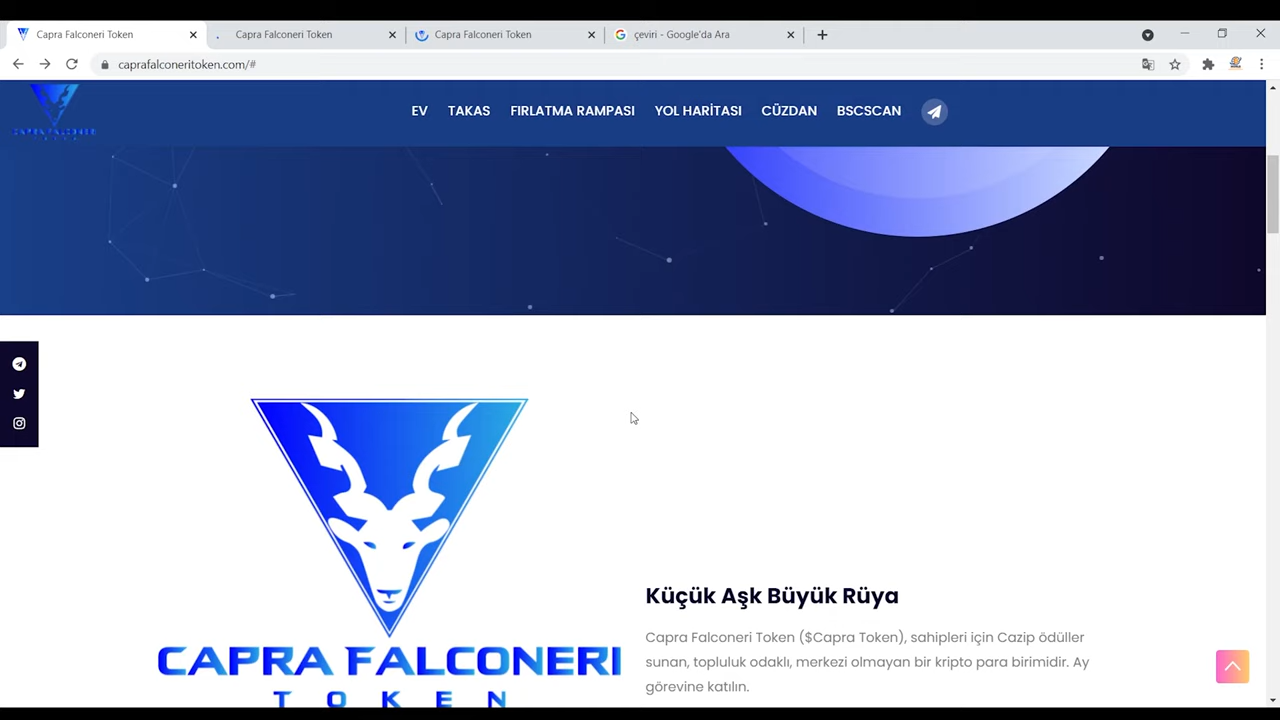 Capra Falconeri Token
Capra Falconeri Token
Capra Falconeri Token
çeviri - Google'da Ara
caprafalconeritoken.com/#
CAPRA FALCONERI
EV
TAKAS
FIRLATMA RAMPASI
YOL HARİTASI
CÜZDAN
BSCSCAN
CAPRA FALCONERI
TOKEN
Küçük Aşk Büyük Rüya
Capra Falconeri Token ($Capra Token), sahipleri için Cazip ödüller
sunan, topluluk odaklı, merkezi olmayan bir kripto para birimidir. Ay
görevine katılın.